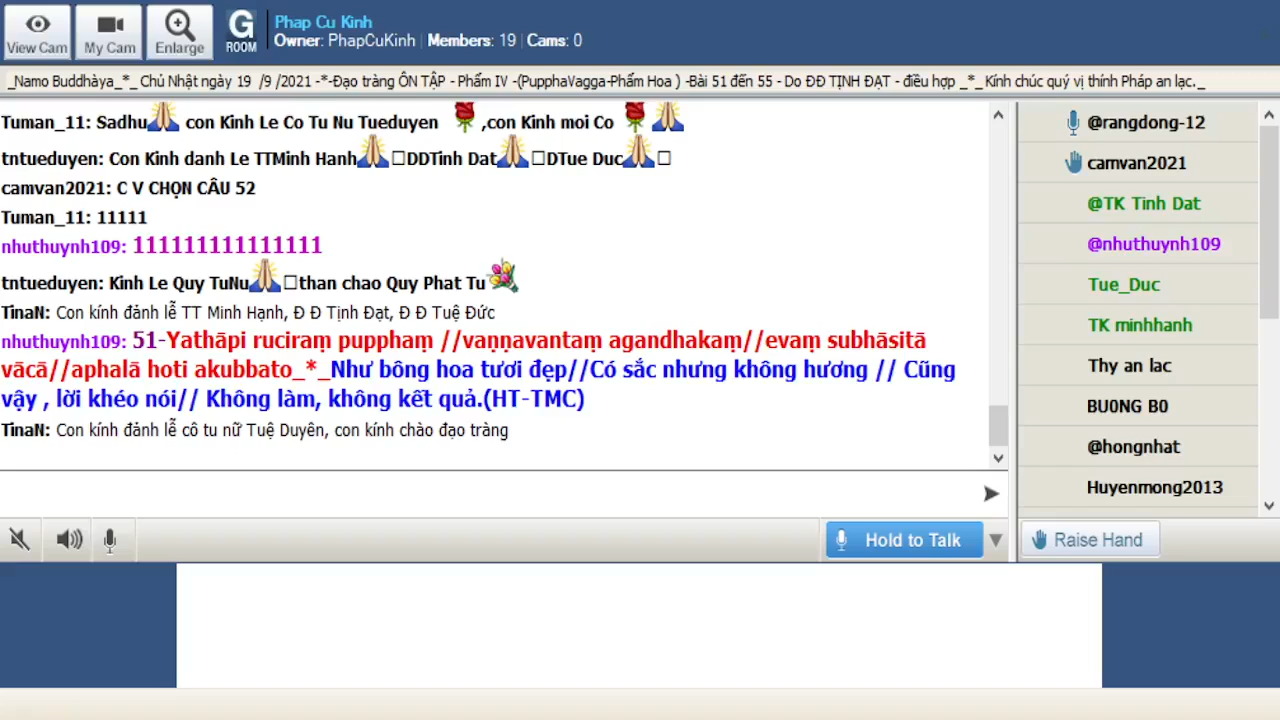 View Cam
My Cam
Enlarge
G
ROOM
Phap Cu Kinh
Owner: PhapCuKinh | Members: 19 | Cams: 0
_Namo Buddhàya_*_ Chủ Nhật ngày 19 /9 /2021 -*-Đạo tràng ÔN TẬP - Phẩm IV -(PupphaVagga-Phẩm Hoa ) -Bài 51 đến 55 - Do ĐĐ TỊNH ĐẠT - điều hợp _*_ Kính chúc quý vị thính Pháp an lạc._
Tuman_11: Sadhu🙏 con Kinh Le Co Tu Nu Tueduyen 🌹,con Kinh moi Co 🌹🙏
tntueduyen: Con Kinh danh Le TTMinh Hanh🙏▯DDTinh Dat🙏▯DTue Duc🙏▯
camvan2021: C V CHỌN CÂU 52
Tuman_11: 11111
nhuthuynh109: 1111111111111111
tntueduyen: Kinh Le Quy TuNu🙏▯than chao Quy Phat Tu💐
TinaN: Con kính đảnh lễ TT Minh Hạnh, Đ Đ Tịnh Đạt, Đ Đ Tuệ Đức
nhuthuynh109: 51-Yathāpi ruciraṃ pupphaṃ //vaṇṇavantaṃ agandhakaṃ//evaṃ subhāsitā
vācā//aphalā hoti akubbato_*_Như bông hoa tươi đẹp//Có sắc nhưng không hương // Cũng
vậy , lời khéo nói// Không làm, không kết quả.(HT-TMC)
TinaN: Con kính đảnh lễ cô tu nữ Tuệ Duyên, con kính chào đạo tràng
@rangdong-12
camvan2021
@TK Tinh Dat
@nhuthuynh109
Tue_Duc
TK minhhanh
Thy an lac
BU0NG B0
@hongnhat
Huyenmong2013
Hold to Talk
Raise Hand